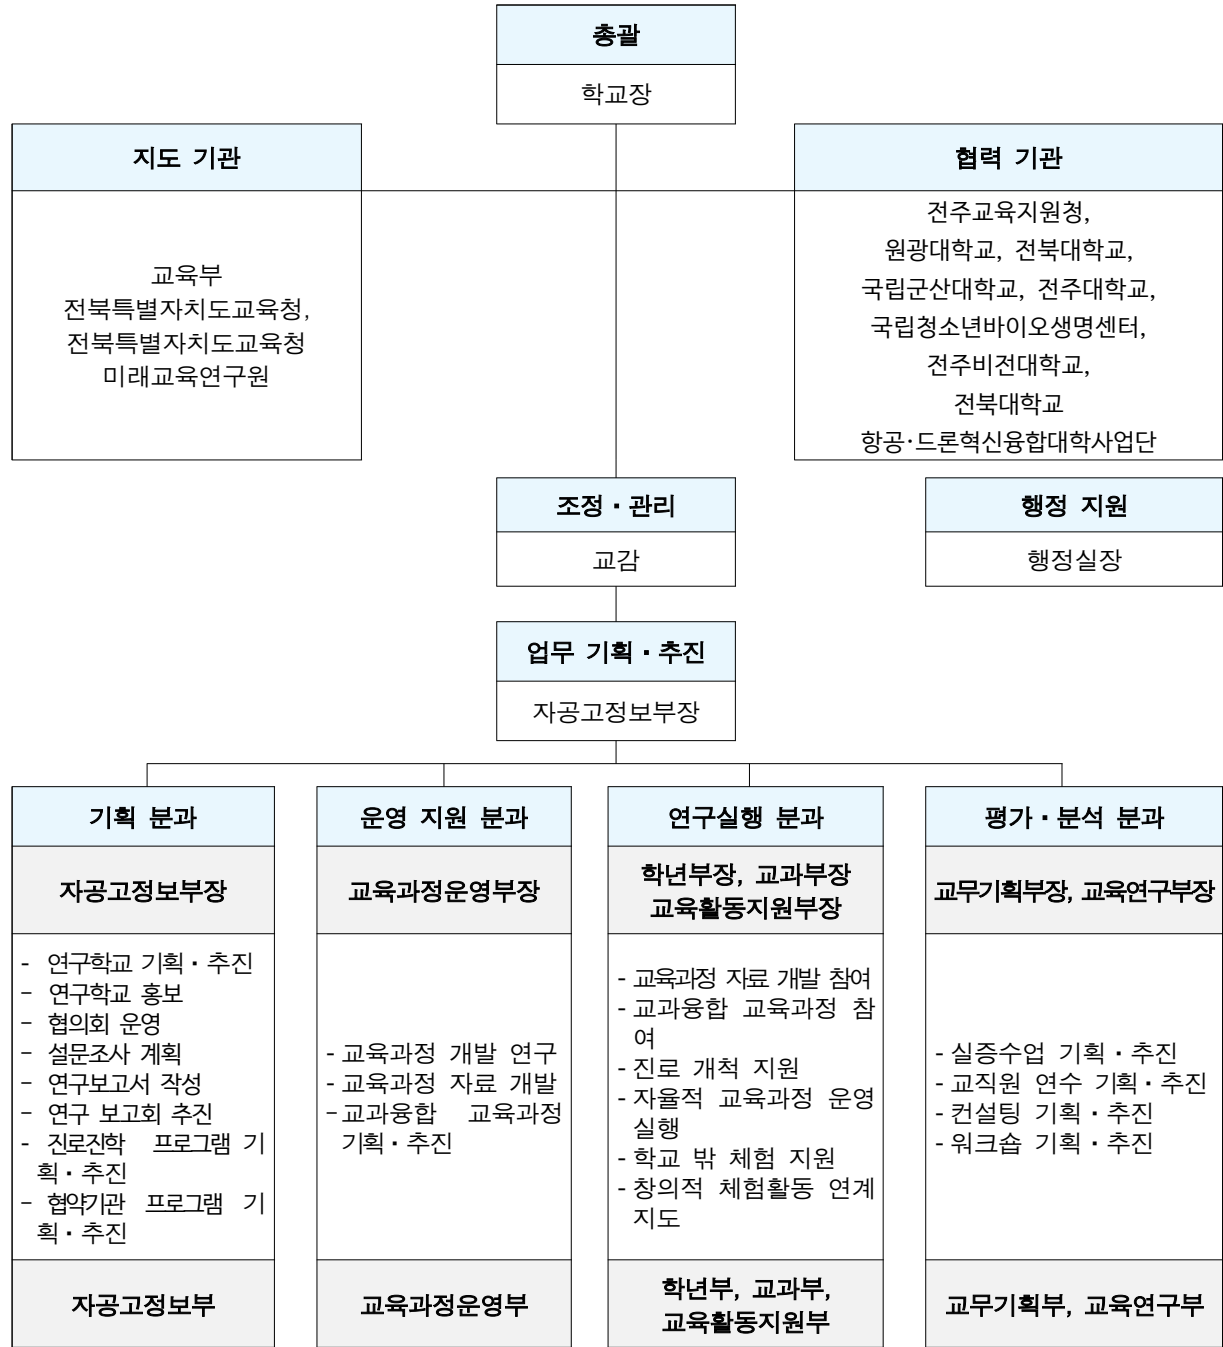 총괄
학교장
지도 기관
교육부
전북특별자치도교육청,
전북특별자치도교육청
미래교육연구원
협력 기관
전주교육지원청,
원광대학교, 전북대학교,
국립군산대학교, 전주대학교,
국립청소년바이오생명센터,
전주비전대학교,
전북대학교
항공·드론혁신융합대학사업단
조정·관리
교감
행정 지원
행정실장
업무 기획·추진
자공고정보부장
기획 분과
자공고정보부장
- 연구학교 기획·추진
- 연구학교 홍보
- 협의회 운영
- 설문조사 계획
- 연구보고서 작성
- 연구 보고회 추진
- 진로진학 프로그램 기
획·추진
- 협약기관 프로그램 기
획·추진
자공고정보부
운영 지원 분과
교육과정운영부장
- 교육과정 개발 연구
- 교육과정 자료 개발
- 교과융합 교육과정
기획·추진
교육과정운영부
연구실행 분과
학년부장, 교과부장
교육활동지원부장
- 교육과정 자료 개발 참여
- 교과융합 교육과정 참
여
- 진로 개척 지원
- 자율적 교육과정 운영
실행
- 학교 밖 체험 지원
- 창의적 체험활동 연계
지도
학년부, 교과부,
교육활동지원부
평가·분석 분과
교무기획부장, 교육연구부장
- 실증수업 기획·추진
- 교직원 연수 기획·추진
- 컨설팅 기획·추진
- 워크숍 기획·추진
교무기획부, 교육연구부